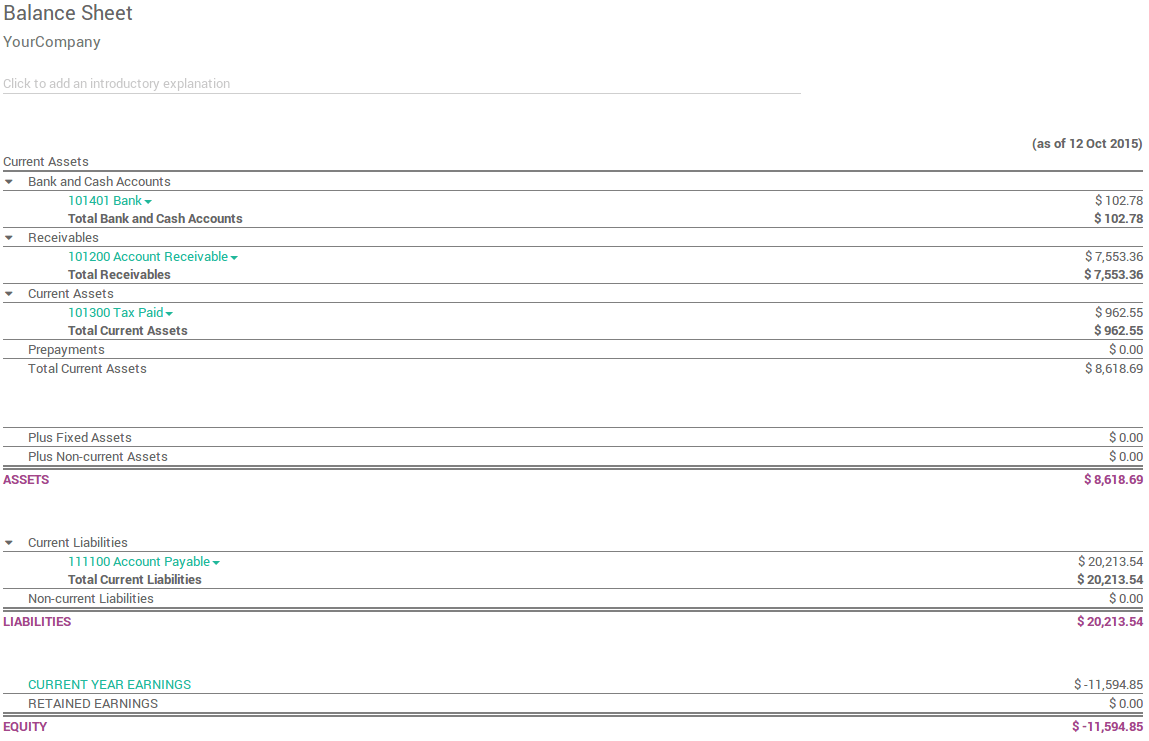 Balance Sheet
YourCompany
Click to add an introductory explanation
(as of 12 Oct 2015)
Current Assets
Bank and Cash Accounts
101401 Bank $ 102.78
Total Bank and Cash Accounts $ 102.78
Receivables
101200 Account Receivable $ 7,553.36
Total Receivables $ 7,553.36
Current Assets
101300 Tax Paid $ 962.55
Total Current Assets $ 962.55
Prepayments $ 0.00
Total Current Assets $ 8,618.69
Plus Fixed Assets $ 0.00
Plus Non-current Assets $ 0.00
ASSETS $ 8,618.69
Current Liabilities
111100 Account Payable $ 20,213.54
Total Current Liabilities $ 20,213.54
Non-current Liabilities $ 0.00
LIABILITIES $ 20,213.54
CURRENT YEAR EARNINGS $ -11,594.85
RETAINED EARNINGS $ 0.00
EQUITY $ -11,594.85